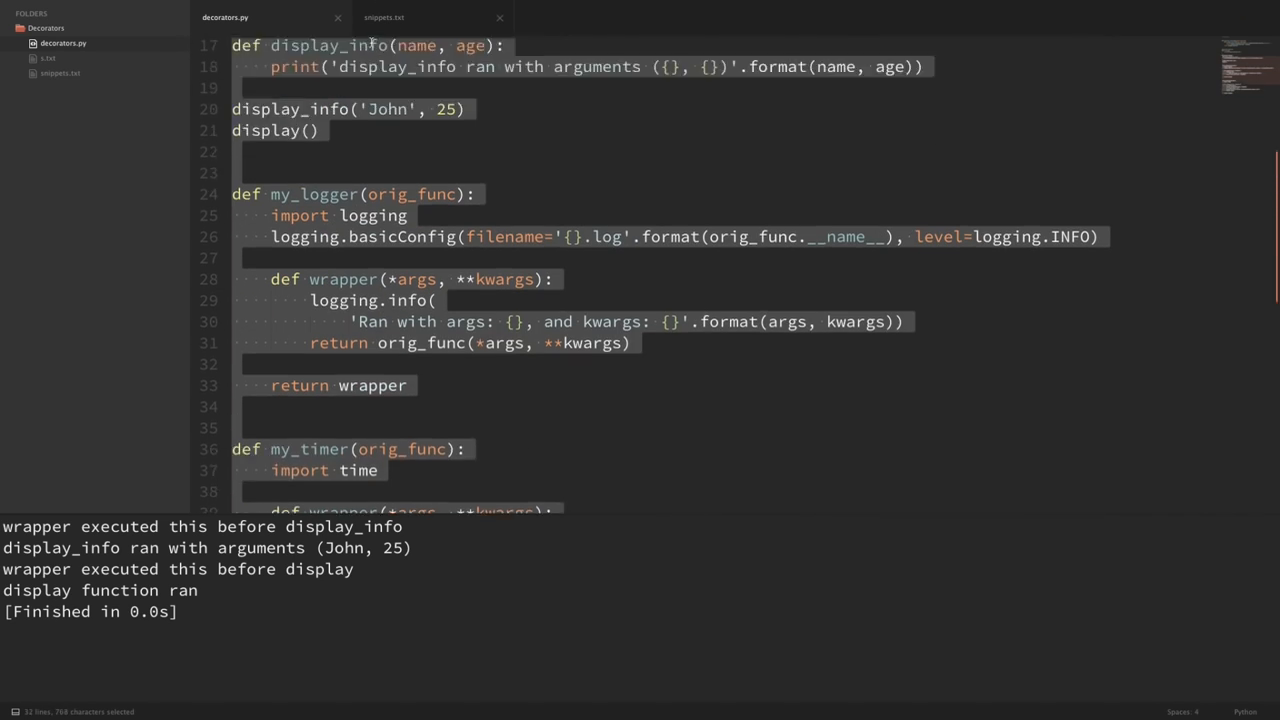 FOLDERS
Decorators
decorators.py
s.txt
snippets.txt
decorators.py
snippets.txt
17 def display_info(name, age):
18 print('display_info ran with arguments ({}, {})'.format(name, age))
19
20 display_info('John', 25)
21 display()
22
23
24 def my_logger(orig_func):
25 import logging
26 logging.basicConfig(filename='{}.log'.format(orig_func.__name__), level=logging.INFO)
27
28 def wrapper(*args, **kwargs):
29 logging.info(
30 'Ran with args: {}, and kwargs: {}'.format(args, kwargs))
31 return orig_func(*args, **kwargs)
32
33 return wrapper
34
35
36 def my_timer(orig_func):
37 import time
38
39 def wrapper(*args, **kwargs):
wrapper executed this before display_info
display_info ran with arguments (John, 25)
wrapper executed this before display
display function ran
[Finished in 0.0s]
32 lines, 768 characters selected
Spaces: 4
Python